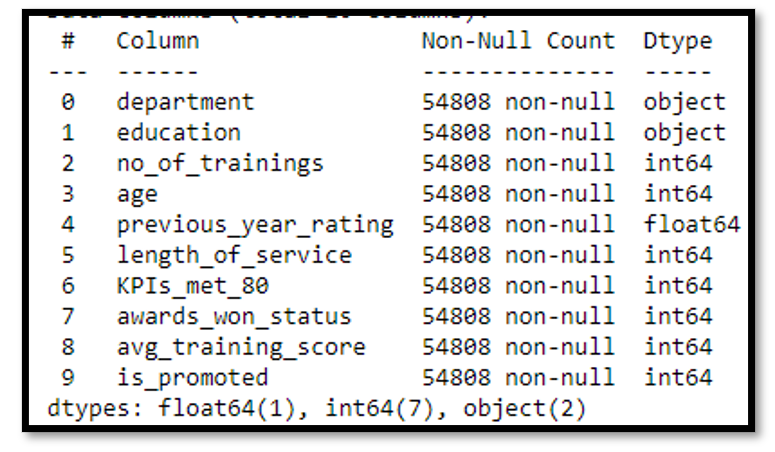 #   Column                Non-Null Count  Dtype
---  ------                --------------  -----
0   department            54808 non-null  object
1   education             54808 non-null  object
2   no_of_trainings       54808 non-null  int64
3   age                   54808 non-null  int64
4   previous_year_rating  54808 non-null  float64
5   length_of_service     54808 non-null  int64
6   KPIs_met_80           54808 non-null  int64
7   awards_won_status     54808 non-null  int64
8   avg_training_score    54808 non-null  int64
9   is_promoted           54808 non-null  int64
dtypes: float64(1), int64(7), object(2)